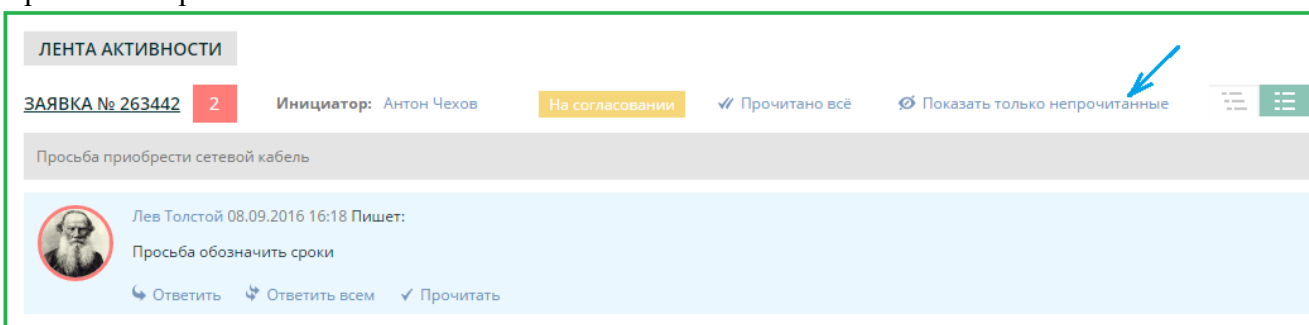 ЛЕНТА АКТИВНОСТИ
ЗАЯВКА № 263442 2 Инициатор: Антон Чехов На согласовании Прочитано всё Показать только непрочитанные
Просьба приобрести сетевой кабель
Лев Толстой 08.09.2016 16:18 Пишет:
Просьба обозначить сроки
Ответить Ответить всем Прочитать